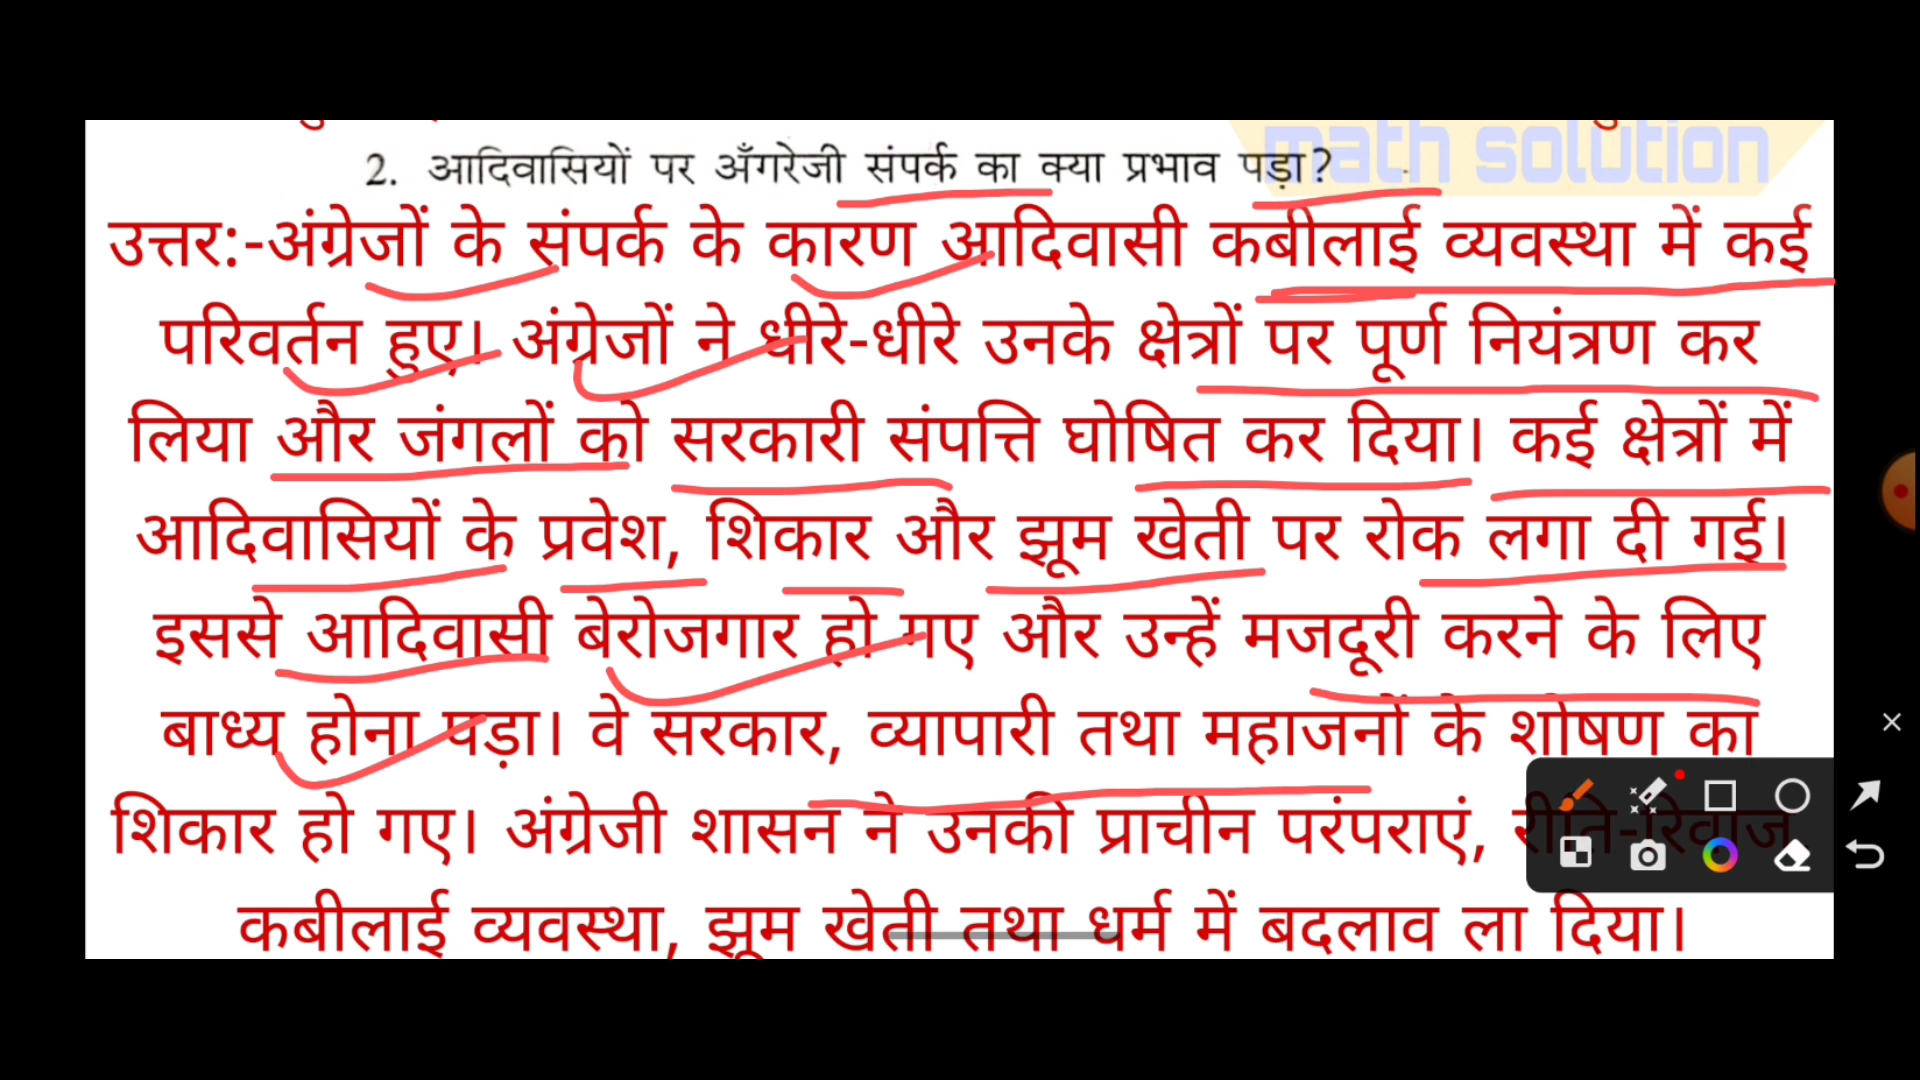 math solution
2. आदिवासियों पर अँगरेजी संपर्क का क्या प्रभाव पड़ा?
उत्तर:-अंग्रेजों के संपर्क के कारण आदिवासी कबीलाई व्यवस्था में कई
परिवर्तन हुए। अंग्रेजों ने धीरे-धीरे उनके क्षेत्रों पर पूर्ण नियंत्रण कर
लिया और जंगलों को सरकारी संपत्ति घोषित कर दिया। कई क्षेत्रों में
आदिवासियों के प्रवेश, शिकार और झूम खेती पर रोक लगा दी गई।
इससे आदिवासी बेरोजगार हो गए और उन्हें मजदूरी करने के लिए
बाध्य होना पड़ा। वे सरकार, व्यापारी तथा महाजनों के शोषण का
शिकार हो गए। अंग्रेजी शासन ने उनकी प्राचीन परंपराएं, रीति-रिवाज
कबीलाई व्यवस्था, झूम खेती तथा धर्म में बदलाव ला दिया।